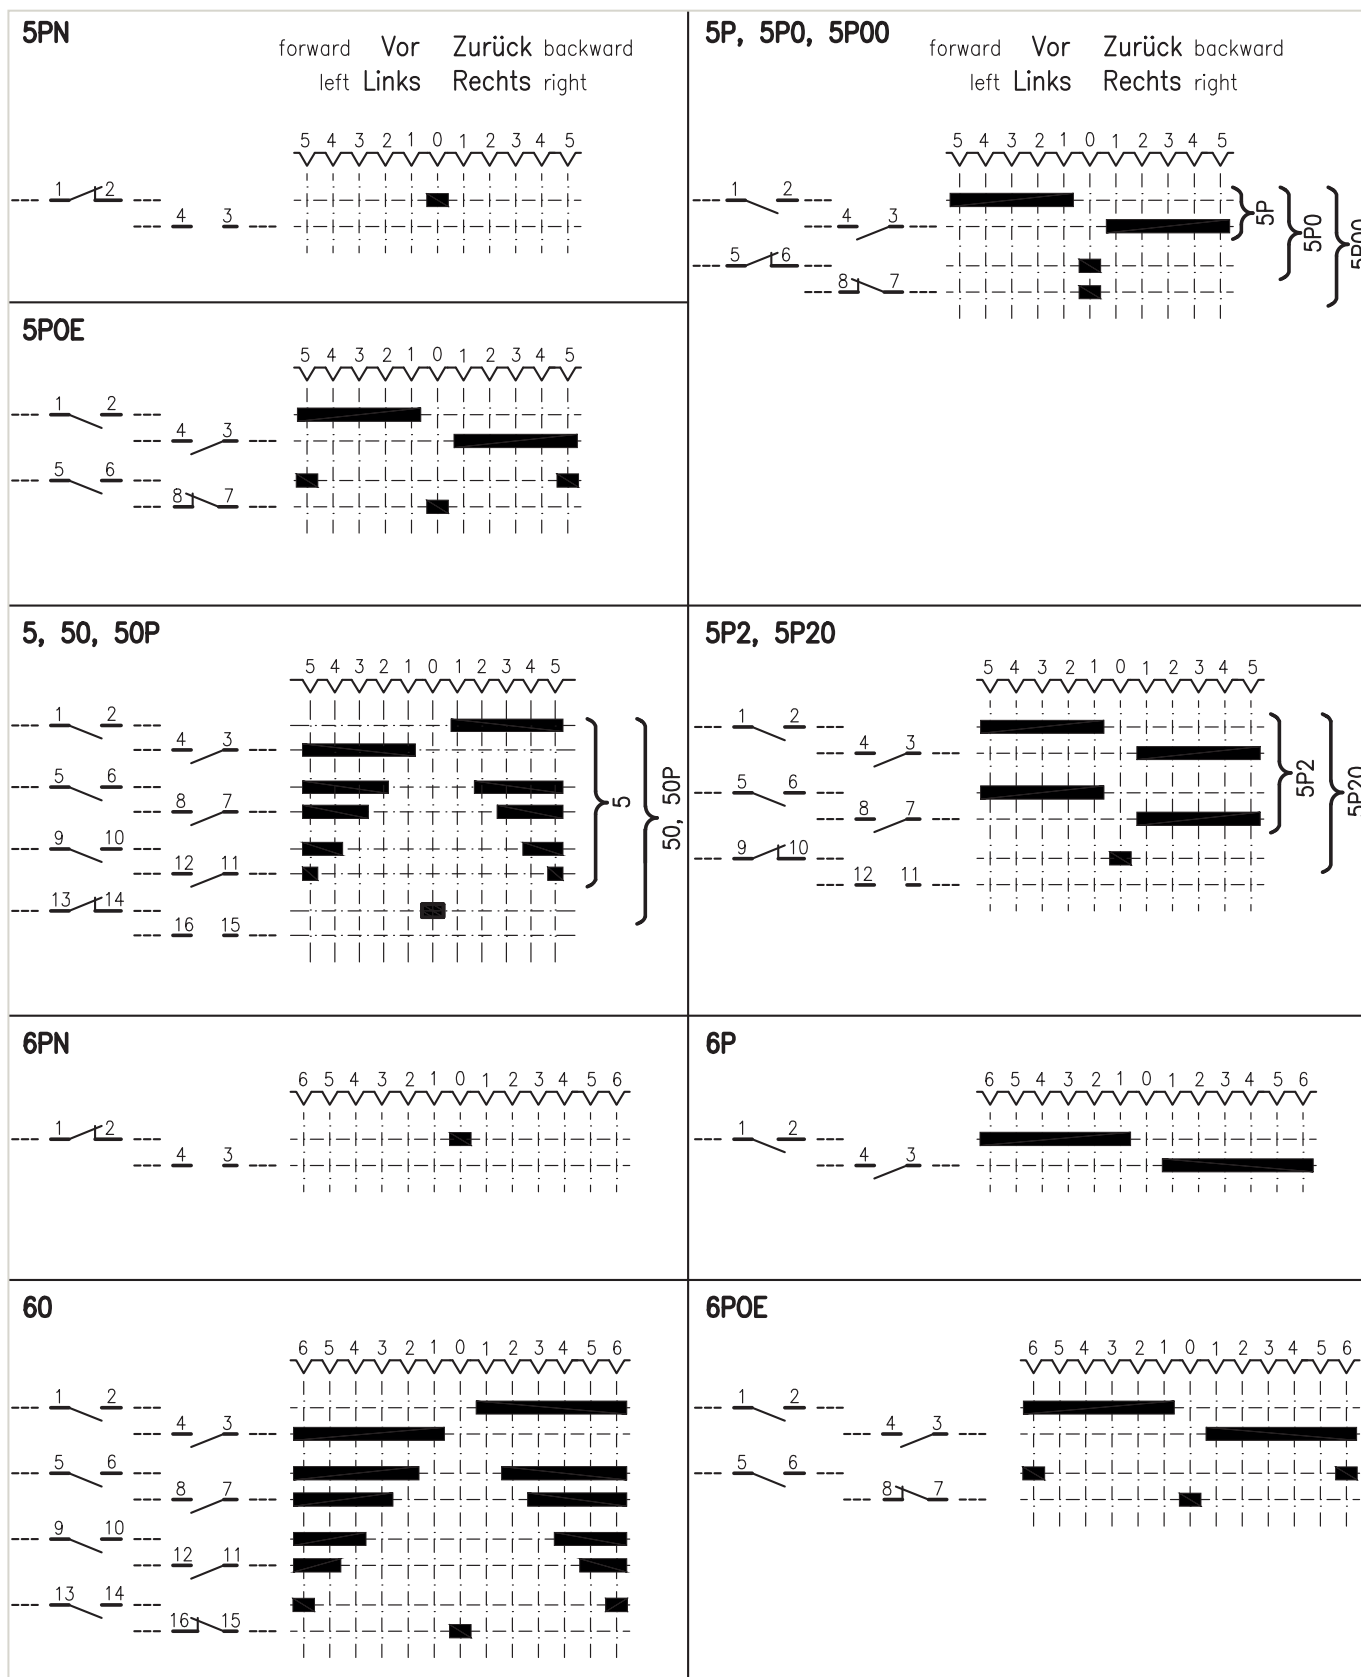 5PN
forward Vor Zurück backward
left Links Rechts right
5 4 3 2 1 0 1 2 3 4 5
1 2
4 3
5P, 5P0, 5P00
forward Vor Zurück backward
left Links Rechts right
5 4 3 2 1 0 1 2 3 4 5
1 2
4 3
5 6
8 7
5P
5P0
5P00
5P0E
5 4 3 2 1 0 1 2 3 4 5
1 2
4 3
5 6
8 7
5, 50, 50P
5 4 3 2 1 0 1 2 3 4 5
1 2
4 3
5 6
8 7
9 10
12 11
13 14
16 15
5
50, 50P
5P2, 5P20
5 4 3 2 1 0 1 2 3 4 5
1 2
4 3
5 6
8 7
9 10
12 11
5P2
5P20
6PN
6 5 4 3 2 1 0 1 2 3 4 5 6
1 2
4 3
6P
6 5 4 3 2 1 0 1 2 3 4 5 6
1 2
4 3
60
6 5 4 3 2 1 0 1 2 3 4 5 6
1 2
4 3
5 6
8 7
9 10
12 11
13 14
16 15
6P0E
6 5 4 3 2 1 0 1 2 3 4 5 6
1 2
4 3
5 6
8 7